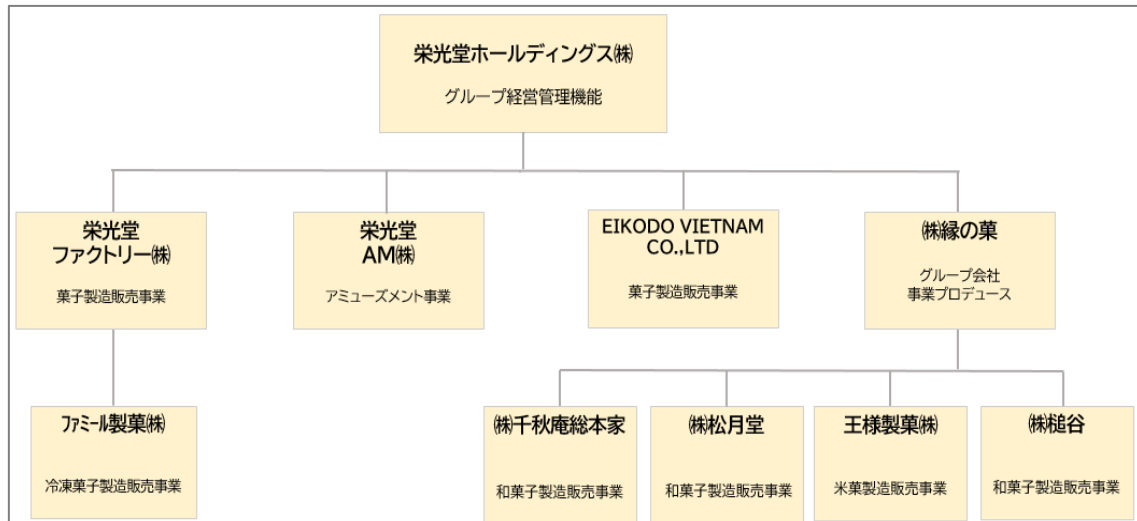 栄光堂ホールディングス㈱
グループ経営管理機能
栄光堂
ファクトリー㈱
菓子製造販売事業
栄光堂
AM㈱
アミューズメント事業
EIKODO VIETNAM
CO.,LTD
菓子製造販売事業
㈱縁の菓
グループ会社
事業プロデュース
ﾌｧﾐｰﾙ製菓㈱
冷凍菓子製造販売事業
㈱千秋庵総本家
和菓子製造販売事業
㈱松月堂
和菓子製造販売事業
王様製菓㈱
米菓製造販売事業
㈱槌谷
和菓子製造販売事業